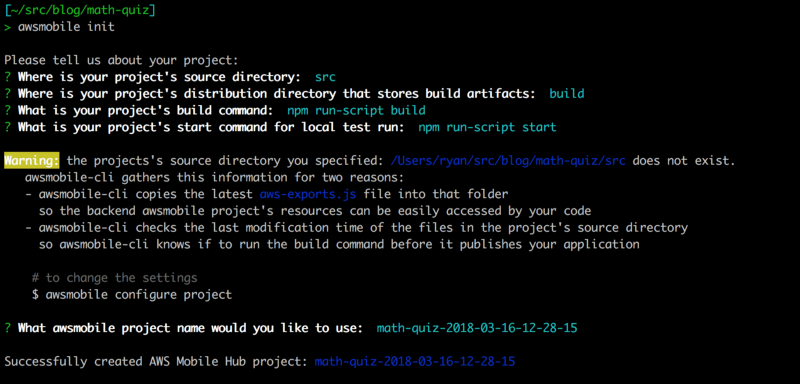 [~/src/blog/math-quiz]
> awsmobile init
Please tell us about your project:
? Where is your project's source directory:  src
? Where is your project's distribution directory that stores build artifacts:  build
? What is your project's build command:  npm run-script build
? What is your project's start command for local test run:  npm run-script start
Warning: the projects's source directory you specified: /Users/ryan/src/blog/math-quiz/src does not exist.
awsmobile-cli gathers this information for two reasons:
- awsmobile-cli copies the latest aws-exports.js file into that folder
so the backend awsmobile project's resources can be easily accessed by your code
- awsmobile-cli checks the last modification time of the files in the project's source directory
so awsmobile-cli knows if to run the build command before it publishes your application
# to change the settings
$ awsmobile configure project
? What awsmobile project name would you like to use:  math-quiz-2018-03-16-12-28-15
Successfully created AWS Mobile Hub project: math-quiz-2018-03-16-12-28-15